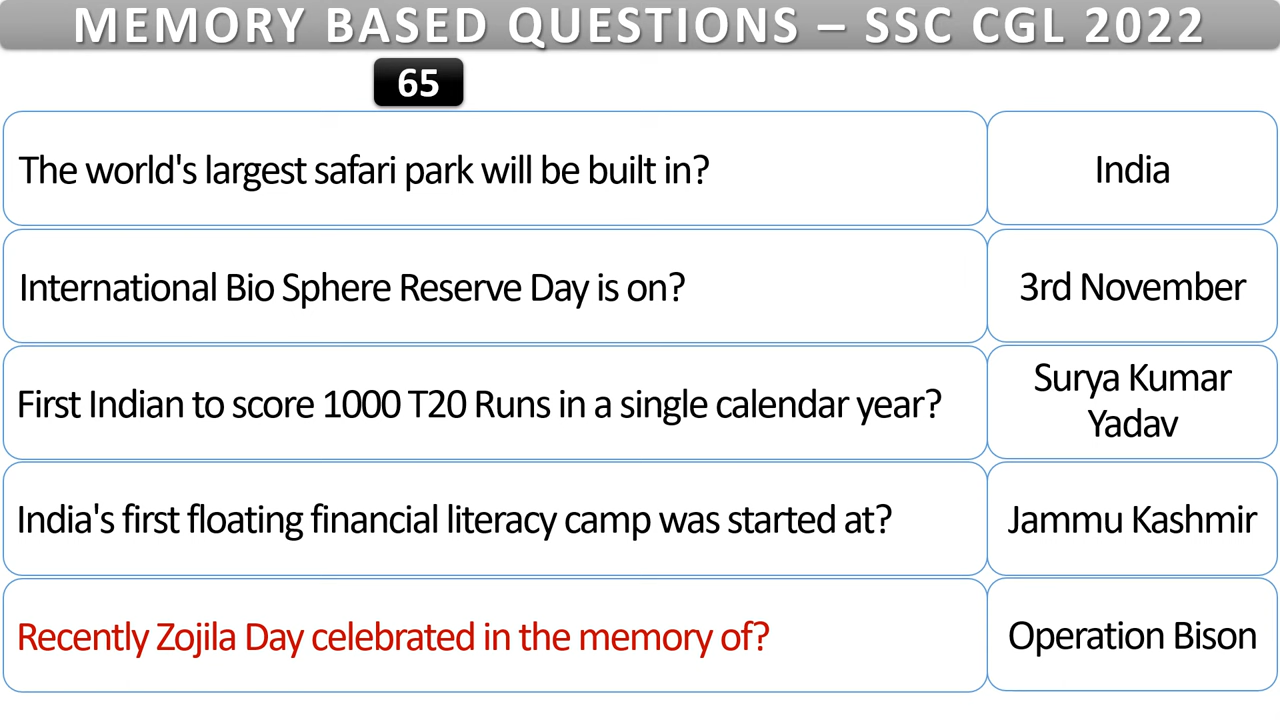 MEMORY BASED QUESTIONS – SSC CGL 2022
65
The world's largest safari park will be built in?
India
International Bio Sphere Reserve Day is on?
3rd November
First Indian to score 1000 T20 Runs in a single calendar year?
Surya Kumar
Yadav
India's first floating financial literacy camp was started at?
Jammu Kashmir
Recently Zojila Day celebrated in the memory of?
Operation Bison